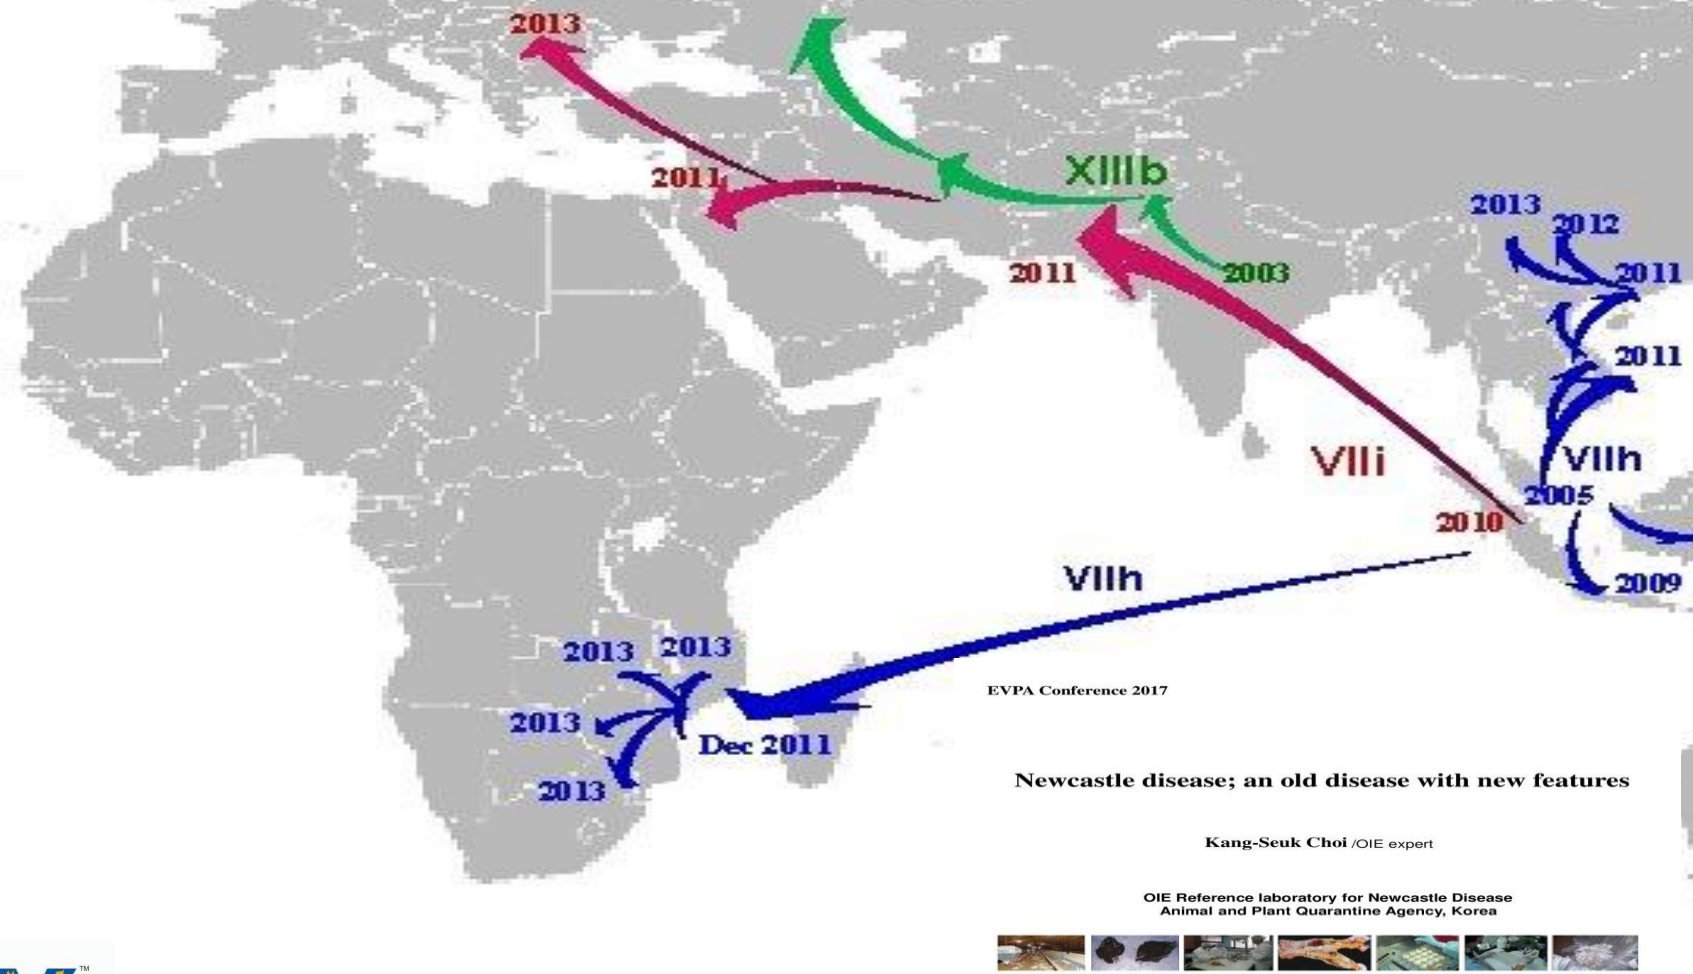 2013
XIIIb
2011
2013
2012
2011
2003
2011
2011
VIIi
VIIh
2005
2010
VIIh
2009
2013
2013
2013
Dec 2011
2013
EVPA Conference 2017
Newcastle disease; an old disease with new features
Kang-Seuk Choi /OIE expert
OIE Reference laboratory for Newcastle Disease
Animal and Plant Quarantine Agency, Korea
TM